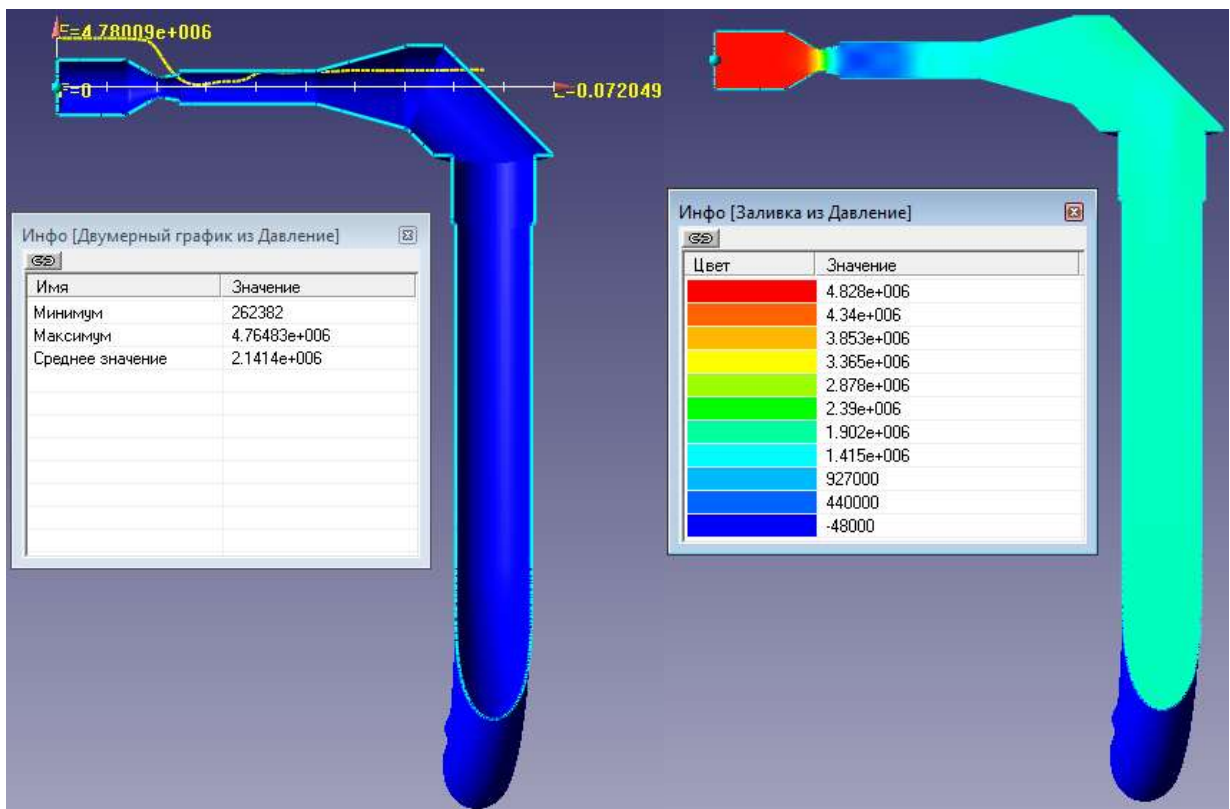 F=4.78009e+006
F=0
L=0.072049
Инфо [Двумерный график из Давление]
Имя Значение
Минимум 262382
Максимум 4.76483e+006
Среднее значение 2.1414e+006
Инфо [Заливка из Давление]
Цвет Значение
4.828e+006
4.34e+006
3.853e+006
3.365e+006
2.878e+006
2.39e+006
1.902e+006
1.415e+006
927000
440000
-48000